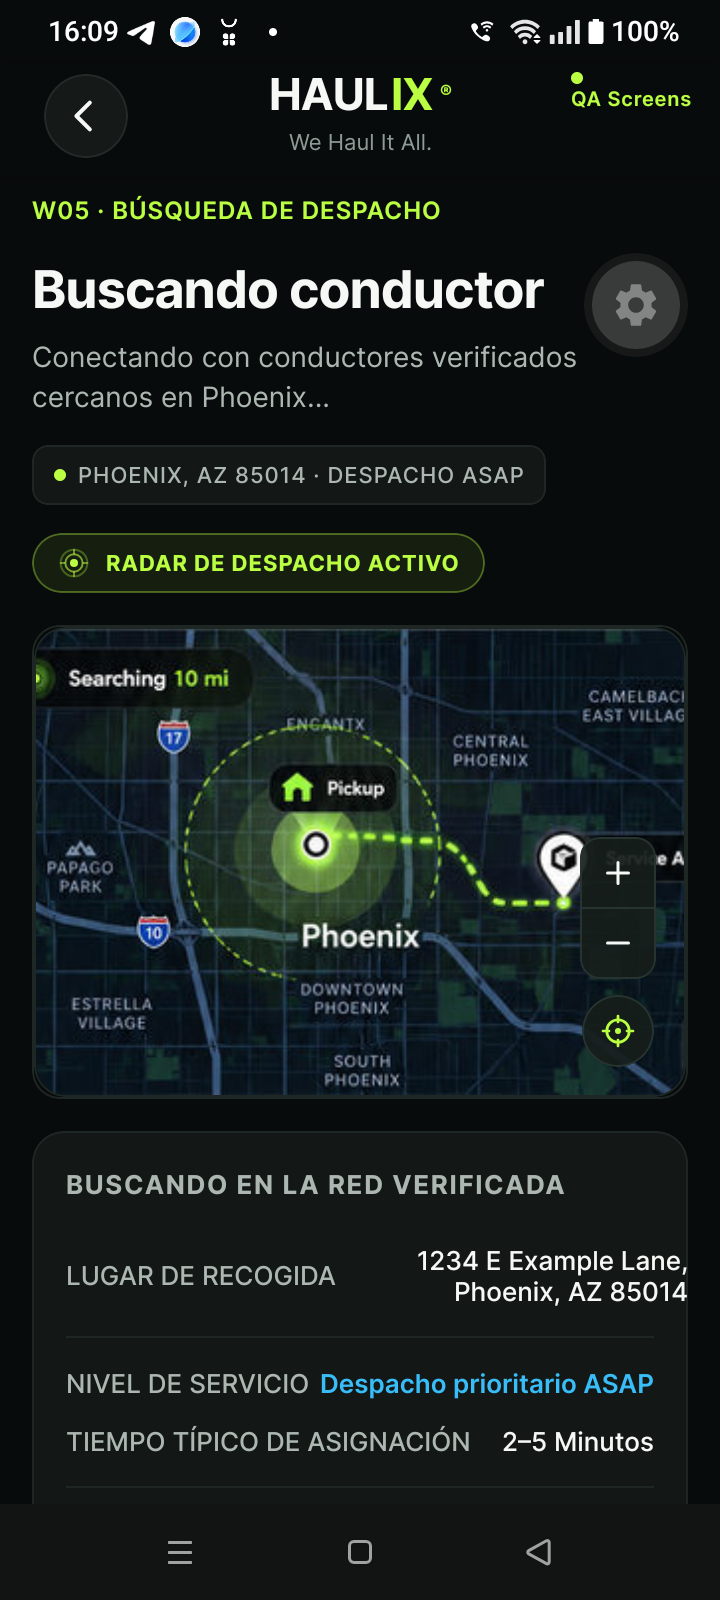 16:09
100%
HAULIX ®
QA Screens
We Haul It All.
W05 · BÚSQUEDA DE DESPACHO
Buscando conductor
Conectando con conductores verificados
cercanos en Phoenix...
PHOENIX, AZ 85014 · DESPACHO ASAP
RADAR DE DESPACHO ACTIVO
Searching 10 mi
CAMELBACK
EAST VILLAG
17
ENCANTX
CENTRAL
PHOENIX
Pickup
PAPAGO
PARK
10
Phoenix
DOWNTOWN
PHOENIX
ESTRELLA
VILLAGE
SOUTH
PHOENIX
BUSCANDO EN LA RED VERIFICADA
LUGAR DE RECOGIDA
1234 E Example Lane,
Phoenix, AZ 85014
NIVEL DE SERVICIO Despacho prioritario ASAP
TIEMPO TÍPICO DE ASIGNACIÓN 2–5 Minutos